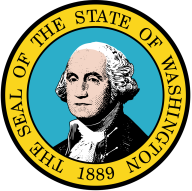 THE SEAL OF THE STATE OF WASHINGTON
1889